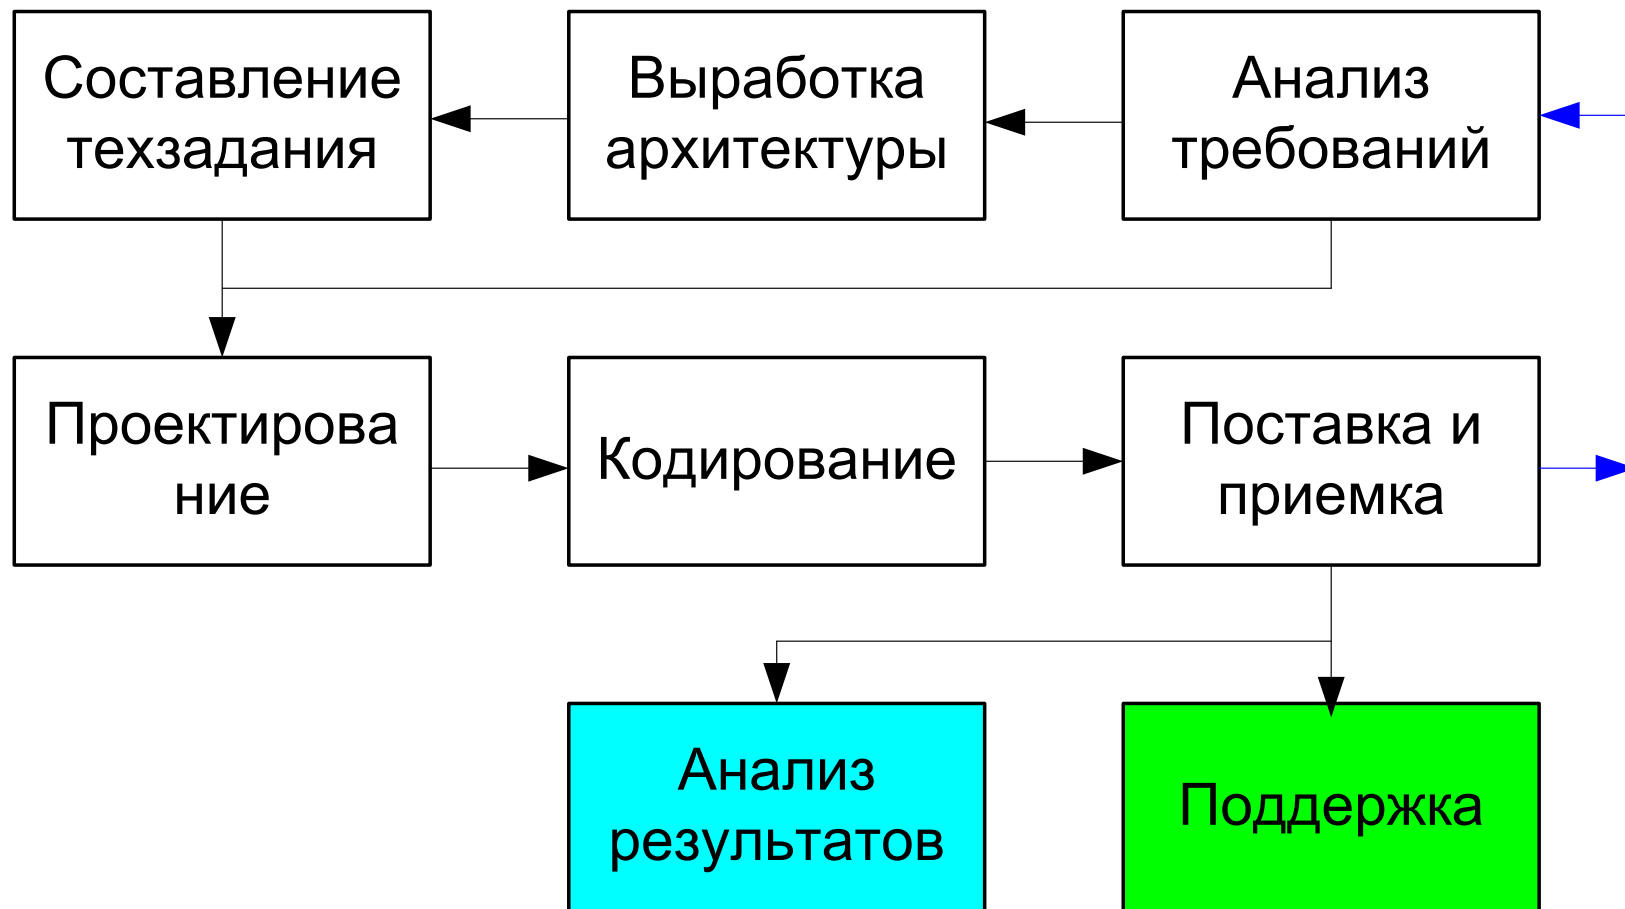 Составление
техзадания
Выработка
архитектуры
Анализ
требований
Проектирова
ние
Кодирование
Поставка и
приемка
Анализ
результатов
Поддержка